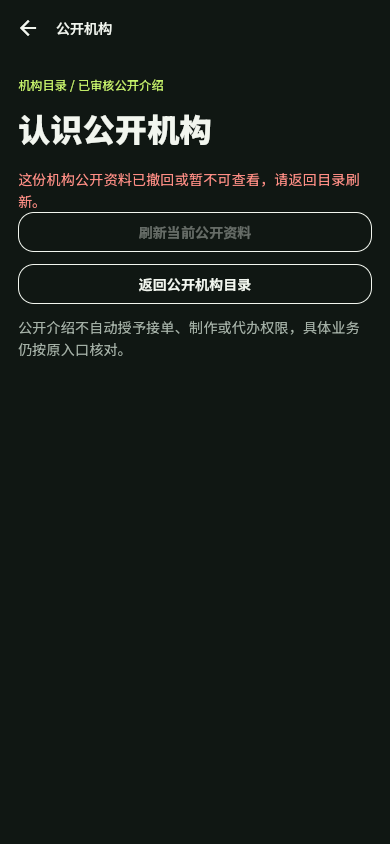 公开机构
机构目录 / 已审核公开介绍
认识公开机构
这份机构公开资料已撤回或暂不可查看，请返回目录刷
新。
刷新当前公开资料
返回公开机构目录
公开介绍不自动授予接单、制作或代办权限，具体业务
仍按原入口核对。